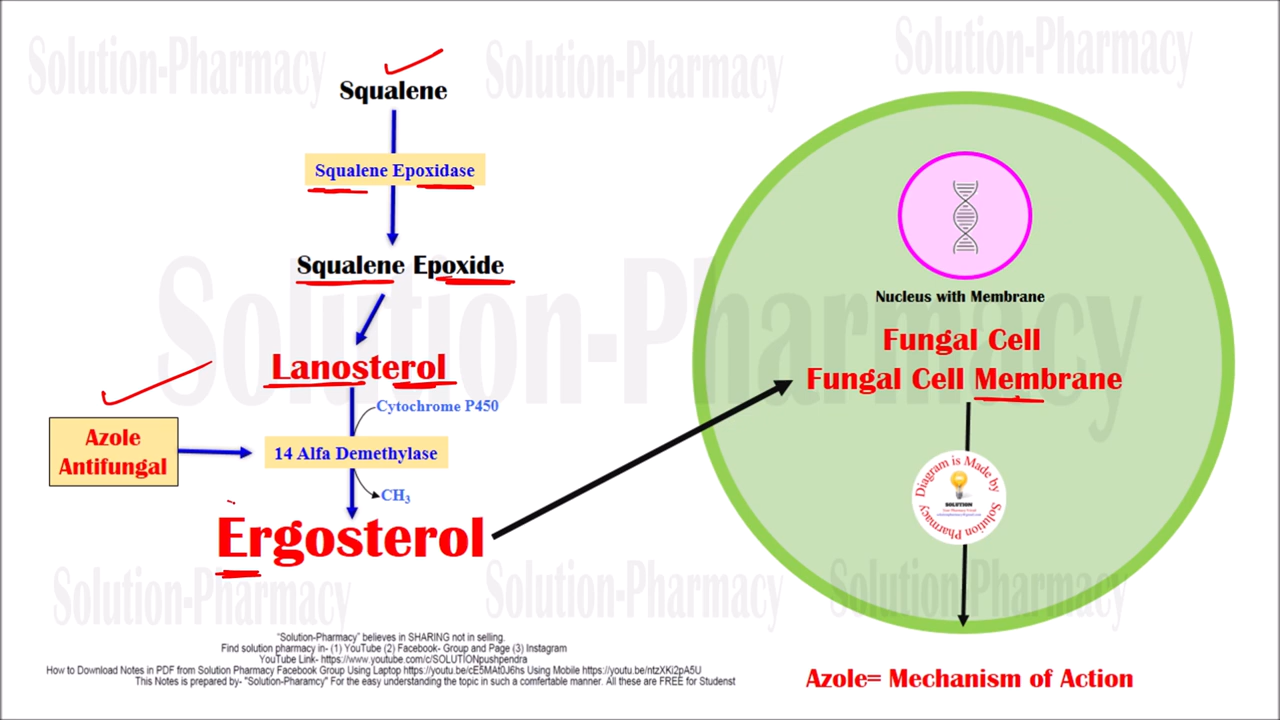 Solution-Pharmacy
Solution-Pharmacy
Solution-Pharmacy
Squalene
Squalene Epoxidase
Squalene Epoxide
Lanosterol
Cytochrome P450
Azole
Antifungal
14 Alfa Demethylase
CH3
Ergosterol
Solution-Pharmacy
Nucleus with Membrane
Fungal Cell
Fungal Cell Membrane
Diagram is Made by Solution Pharmacy
SOLUTION
Solution-Pharmacy
Solution-Pharmacy
Solution-Pharmacy
"Solution-Pharmacy" believes in SHARING not in selling.
Find solution pharmacy in- (1) YouTube (2) Facebook- Group and Page (3) Instagram
YouTube Link- https://www.youtube.com/c/SOLUTIONpushpendra
How to Download Notes in PDF from Solution Pharmacy Facebook Group Using Laptop https://youtu.be/cE5MAt0J6hs Using Mobile https://youtu.be/ntzXKi2pA5U
This Notes is prepared by- "Solution-Pharamcy" For the easy understanding the topic in such a comfertable manner. All these are FREE for Studenst
Azole= Mechanism of Action